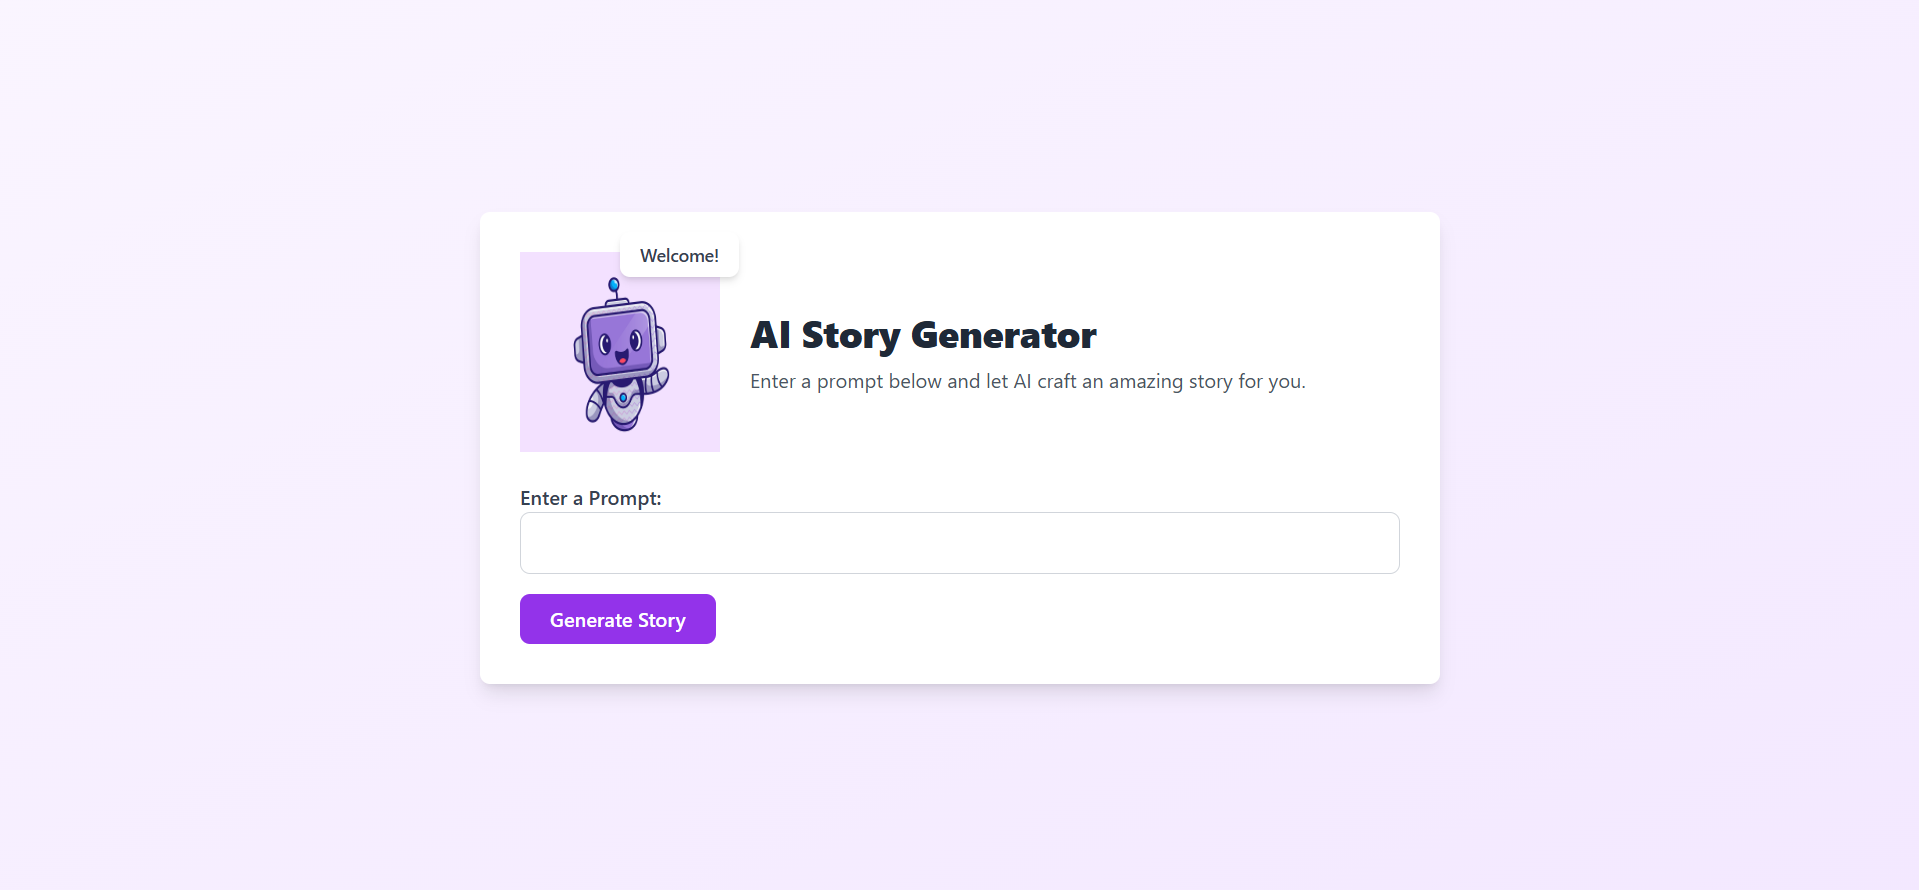 Welcome!
AI Story Generator
Enter a prompt below and let AI craft an amazing story for you.
Enter a Prompt:
Generate Story